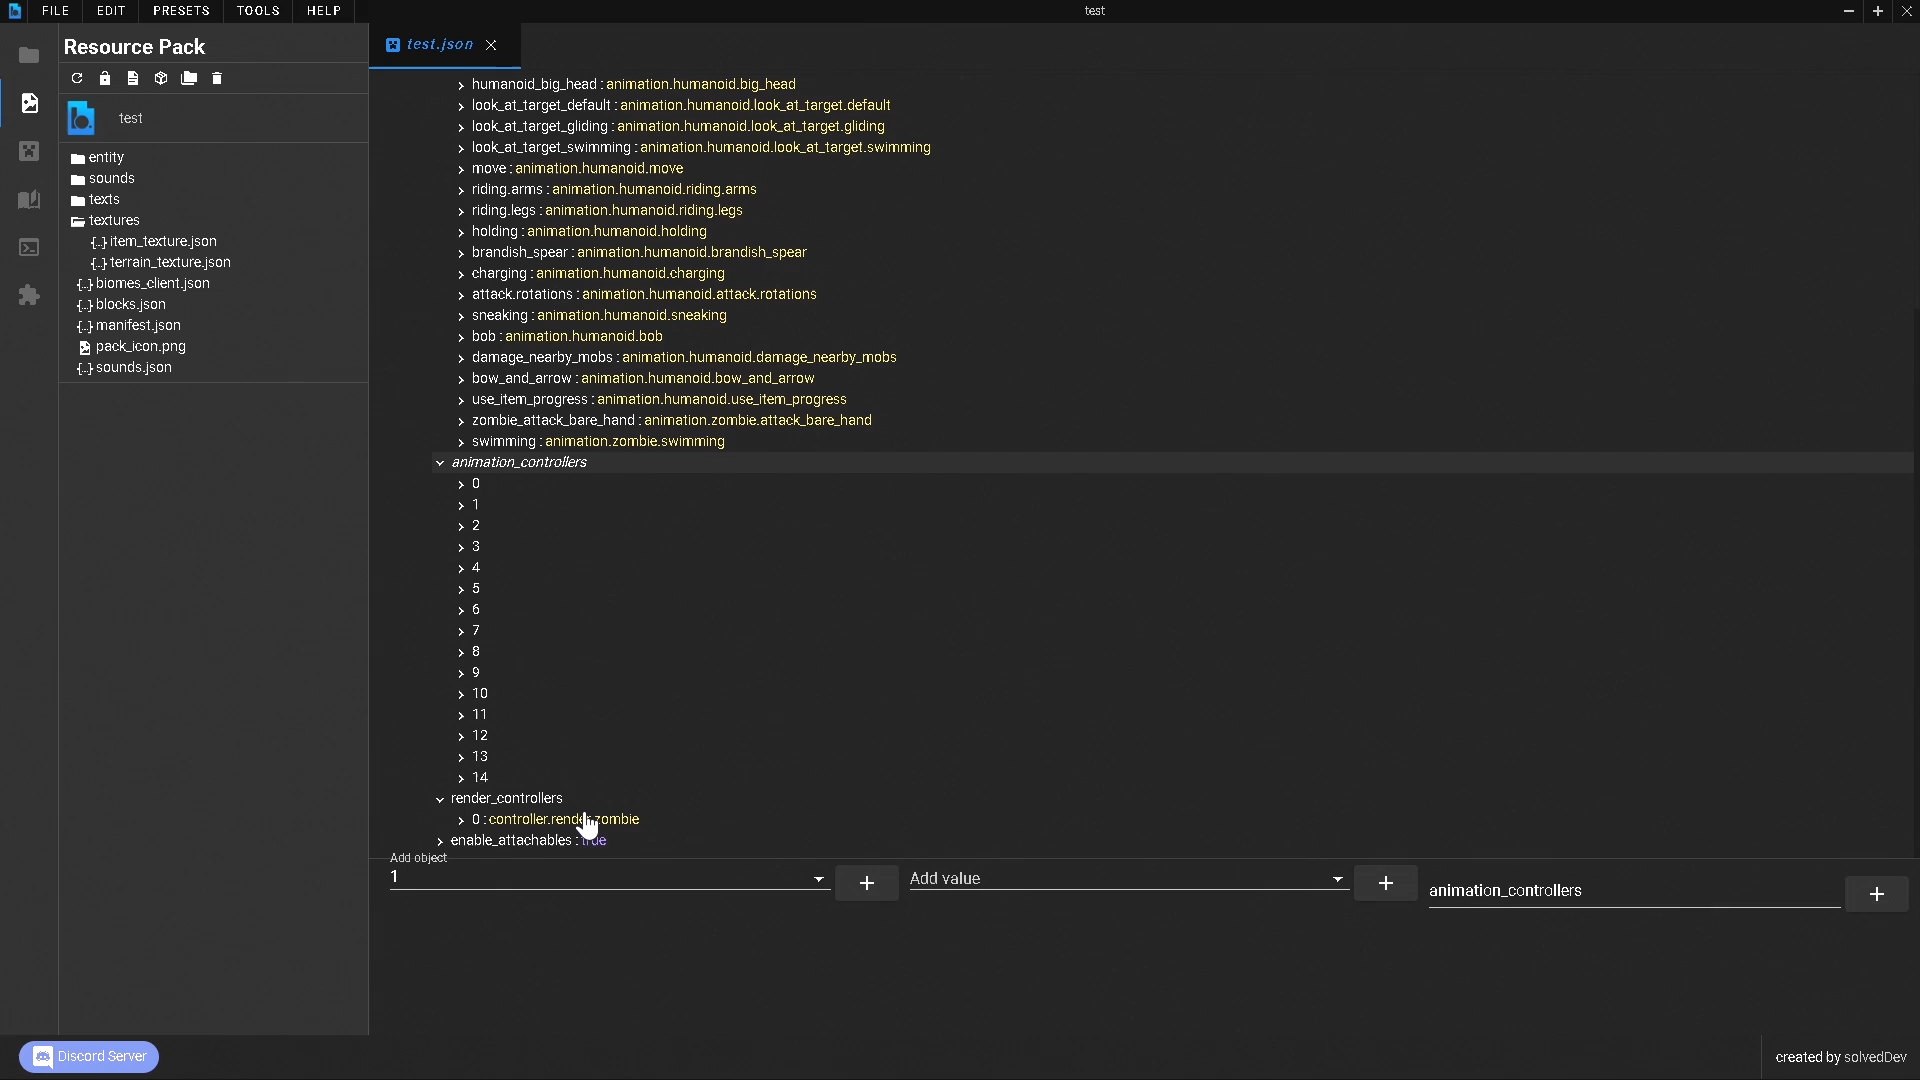 FILE EDIT PRESETS TOOLS HELP test
Resource Pack
test
entity
sounds
texts
textures
{..} item_texture.json
{..} terrain_texture.json
{..} biomes_client.json
{..} blocks.json
{..} manifest.json
pack_icon.png
{..} sounds.json
test.json
humanoid_big_head : animation.humanoid.big_head
look_at_target_default : animation.humanoid.look_at_target.default
look_at_target_gliding : animation.humanoid.look_at_target.gliding
look_at_target_swimming : animation.humanoid.look_at_target.swimming
move : animation.humanoid.move
riding.arms : animation.humanoid.riding.arms
riding.legs : animation.humanoid.riding.legs
holding : animation.humanoid.holding
brandish_spear : animation.humanoid.brandish_spear
charging : animation.humanoid.charging
attack.rotations : animation.humanoid.attack.rotations
sneaking : animation.humanoid.sneaking
bob : animation.humanoid.bob
damage_nearby_mobs : animation.humanoid.damage_nearby_mobs
bow_and_arrow : animation.humanoid.bow_and_arrow
use_item_progress : animation.humanoid.use_item_progress
zombie_attack_bare_hand : animation.zombie.attack_bare_hand
swimming : animation.zombie.swimming
animation_controllers
0
1
2
3
4
5
6
7
8
9
10
11
12
13
14
render_controllers
0 : controller.render.zombie
enable_attachables : true
Add object
1
Add value
animation_controllers
Discord Server
created by solvedDev